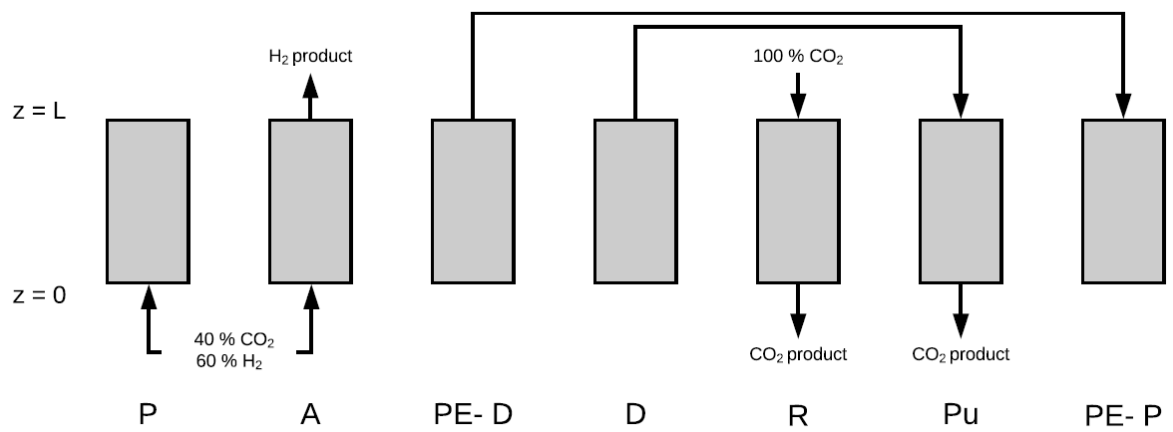 H₂ product
100 % CO₂
z = L
z = 0
40 % CO₂
60 % H₂
CO₂ product
CO₂ product
P
A
PE- D
D
R
Pu
PE- P